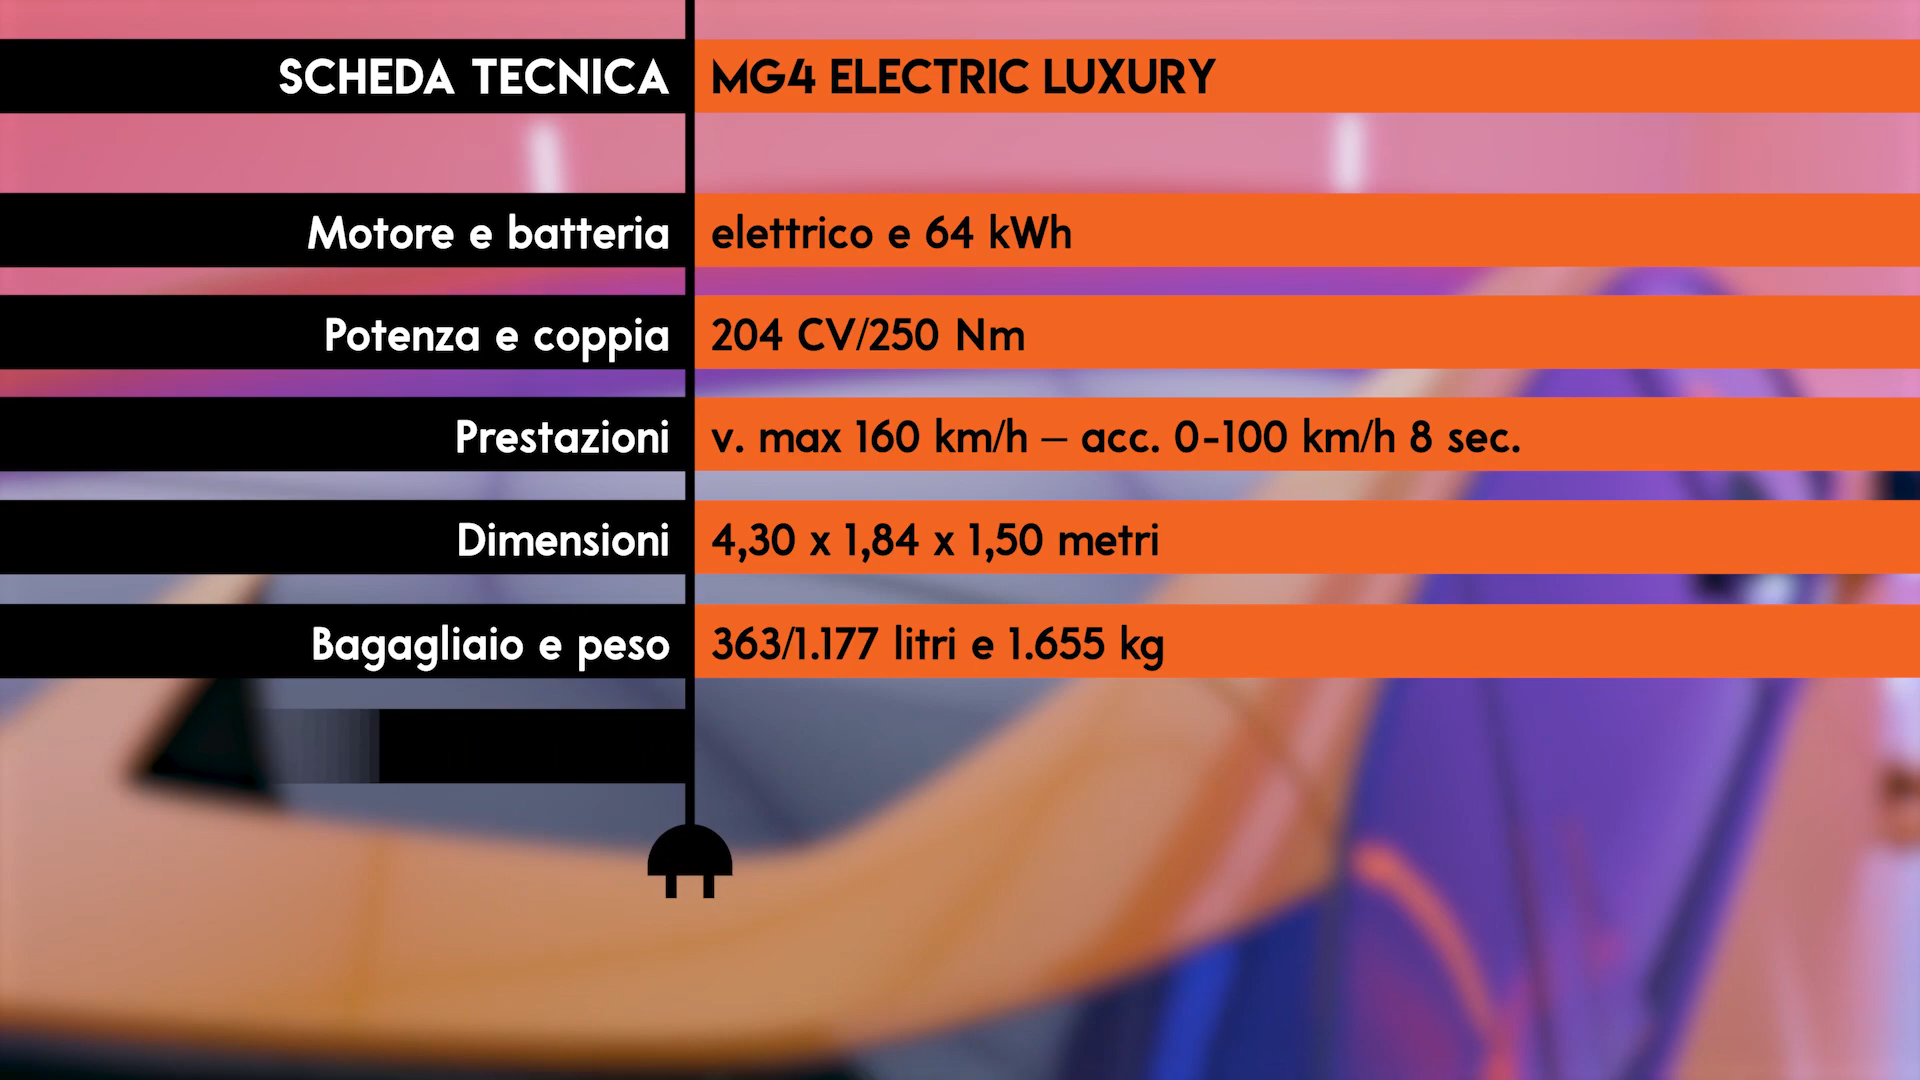 SCHEDA TECNICA MG4 ELECTRIC LUXURY
Motore e batteria elettrico e 64 kWh
Potenza e coppia 204 CV/250 Nm
Prestazioni v. max 160 km/h – acc. 0-100 km/h 8 sec.
Dimensioni 4,30 x 1,84 x 1,50 metri
Bagagliaio e peso 363/1.177 litri e 1.655 kg